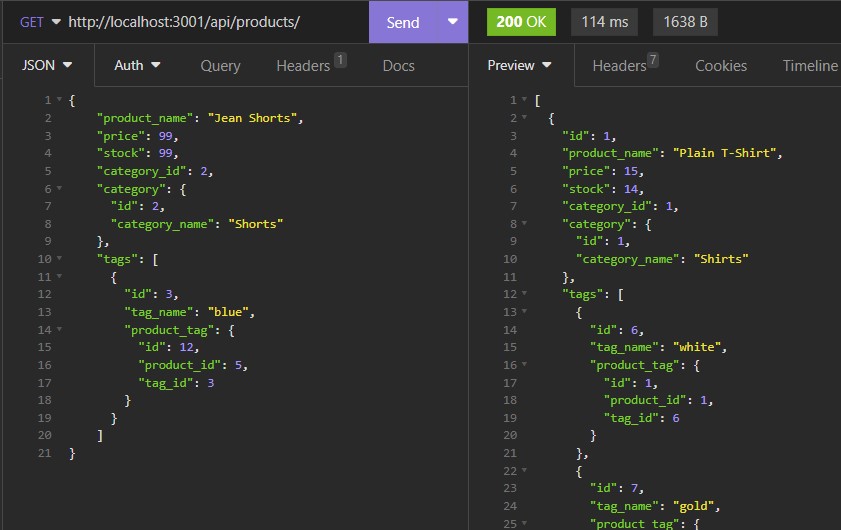 GET http://localhost:3001/api/products/ Send 200 OK 114 ms 1638 B
JSON Auth Query Headers 1 Docs
1 {
2 "product_name": "Jean Shorts",
3 "price": 99,
4 "stock": 99,
5 "category_id": 2,
6 "category": {
7 "id": 2,
8 "category_name": "Shorts"
9 },
10 "tags": [
11 {
12 "id": 3,
13 "tag_name": "blue",
14 "product_tag": {
15 "id": 12,
16 "product_id": 5,
17 "tag_id": 3
18 }
19 }
20 ]
21 }
Preview Headers 7 Cookies Timeline
1 [
2 {
3 "id": 1,
4 "product_name": "Plain T-Shirt",
5 "price": 15,
6 "stock": 14,
7 "category_id": 1,
8 "category": {
9 "id": 1,
10 "category_name": "Shirts"
11 },
12 "tags": [
13 {
14 "id": 6,
15 "tag_name": "white",
16 "product_tag": {
17 "id": 1,
18 "product_id": 1,
19 "tag_id": 6
20 }
21 },
22 {
23 "id": 7,
24 "tag_name": "gold",
25 "product_tag": {